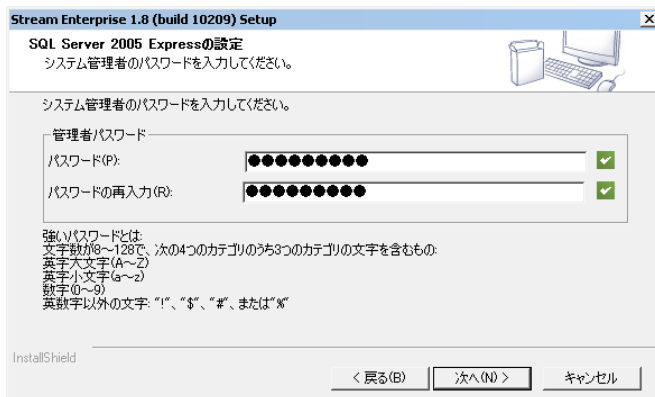 Stream Enterprise 1.8 (build 10209) Setup
SQL Server 2005 Expressの設定
システム管理者のパスワードを入力してください。
システム管理者のパスワードを入力してください。
管理者パスワード
パスワード(P):
●●●●●●●●●
パスワードの再入力(R):
●●●●●●●●●
強いパスワードとは:
文字数が8～128で、次の4つのカテゴリのうち3つのカテゴリの文字を含むもの:
英字大文字(A～Z)
英字小文字(a～z)
数字(0～9)
英数字以外の文字: "!"、"$"、"#"、または"%"
InstallShield
< 戻る(B) 次へ(N) > キャンセル